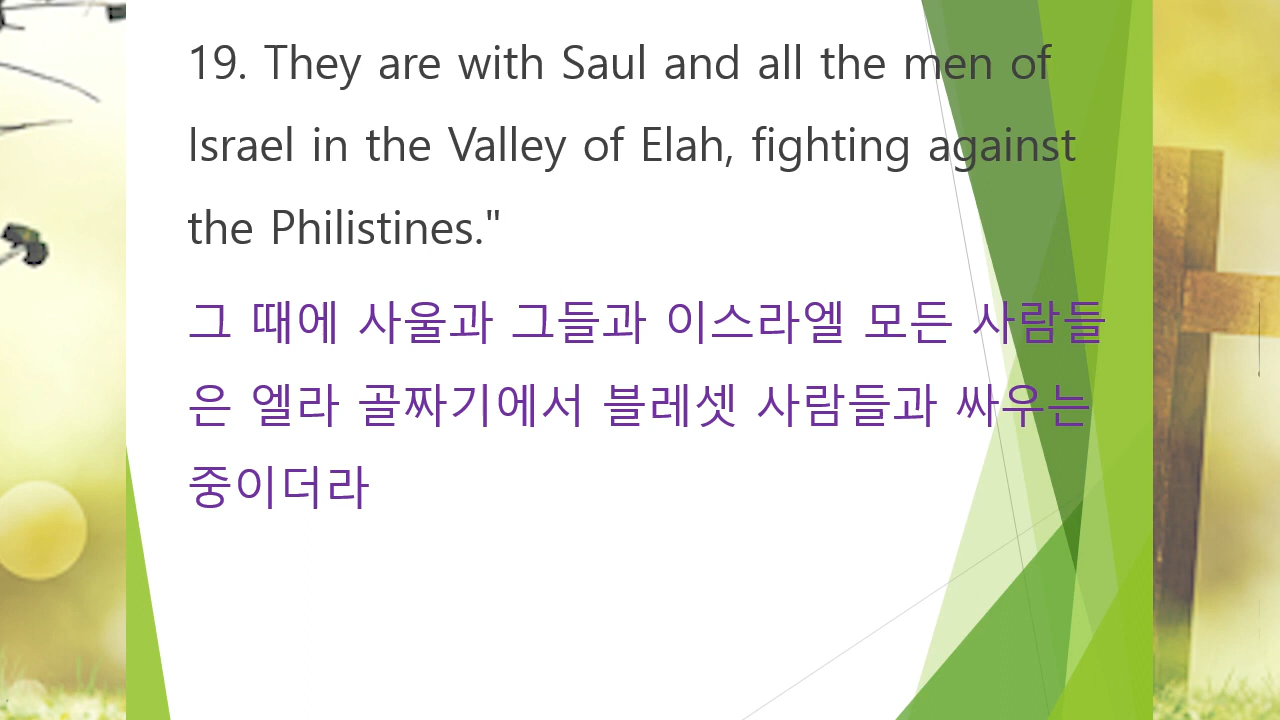 19. They are with Saul and all the men of
Israel in the Valley of Elah, fighting against
the Philistines."
그 때에 사울과 그들과 이스라엘 모든 사람들
은 엘라 골짜기에서 블레셋 사람들과 싸우는
중이더라